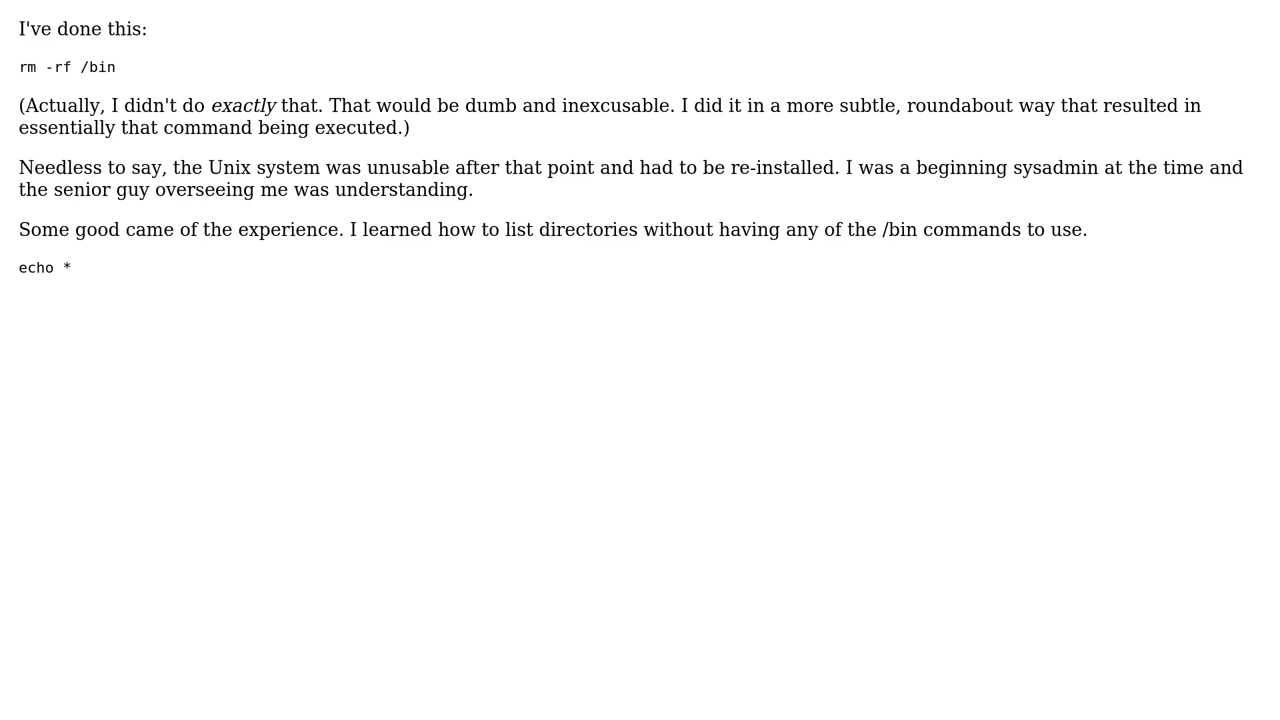 I've done this:
rm -rf /bin
(Actually, I didn't do exactly that. That would be dumb and inexcusable. I did it in a more subtle, roundabout way that resulted in
essentially that command being executed.)
Needless to say, the Unix system was unusable after that point and had to be re-installed. I was a beginning sysadmin at the time and
the senior guy overseeing me was understanding.
Some good came of the experience. I learned how to list directories without having any of the /bin commands to use.
echo *